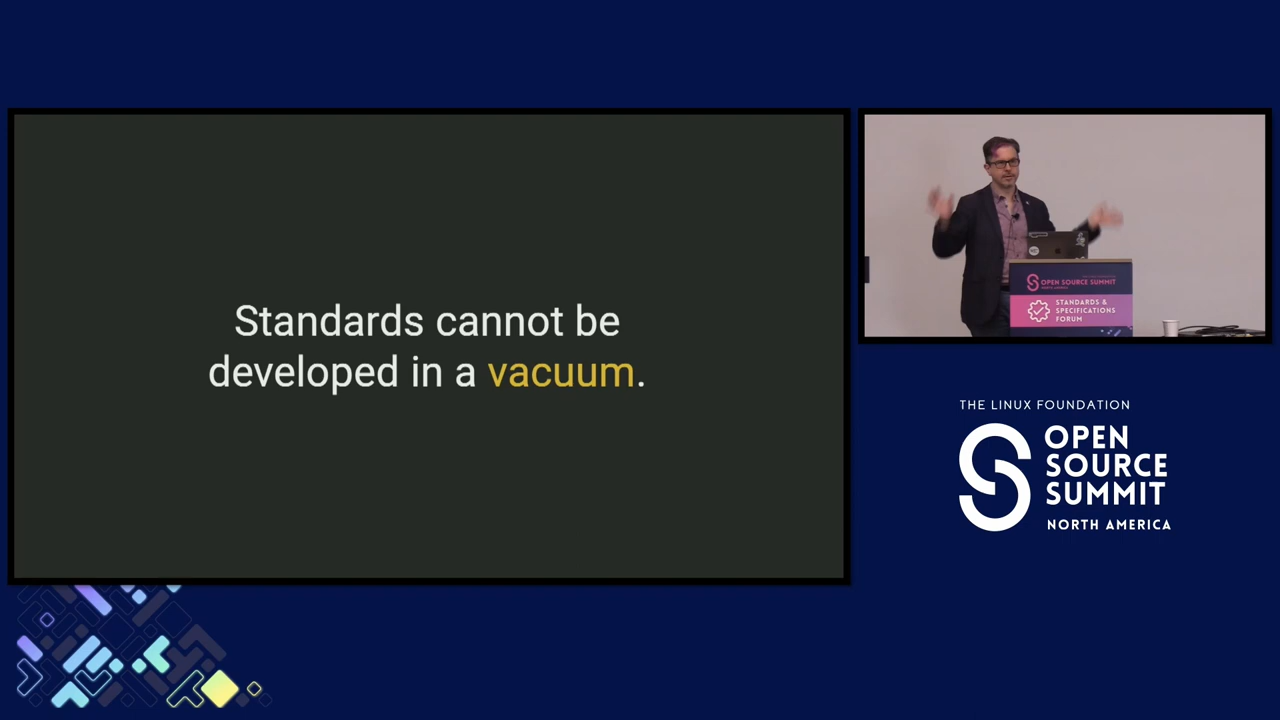 Standards cannot be
developed in a vacuum.
OPEN SOURCE SUMMIT
STANDARDS &
SPECIFICATIONS
FORUM
THE LINUX FOUNDATION
OPEN
SOURCE
SUMMIT
NORTH AMERICA